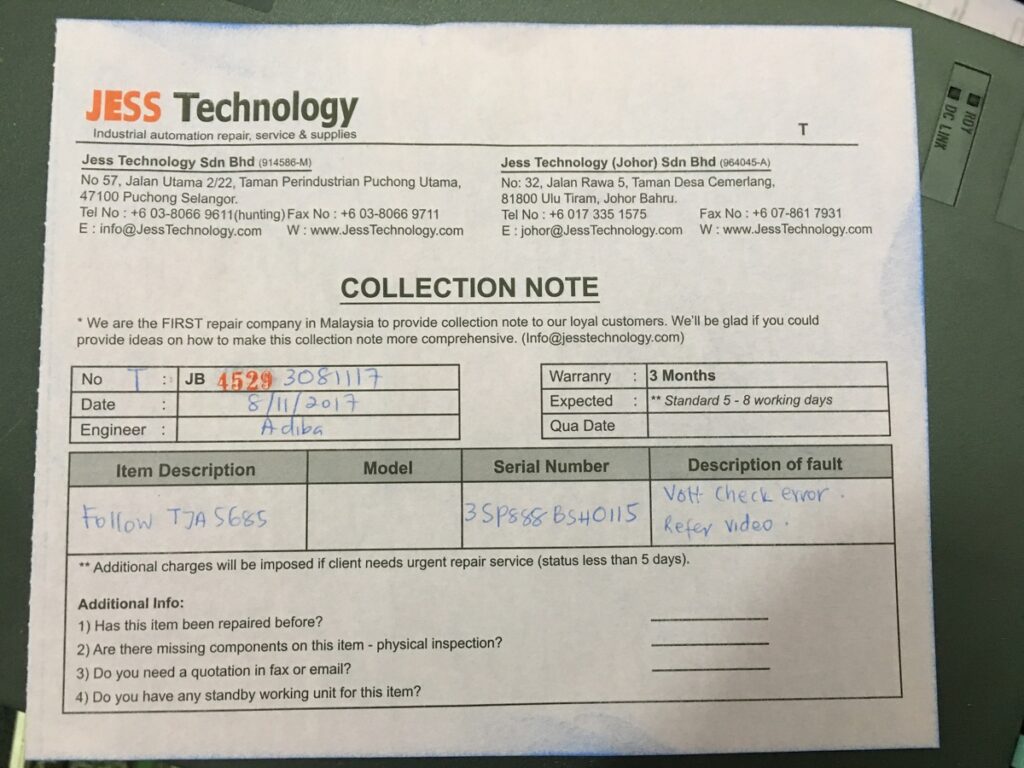 JESS Technology
Industrial automation repair, service & supplies
T
Jess Technology Sdn Bhd (914586-M)
No 57, Jalan Utama 2/22, Taman Perindustrian Puchong Utama,
47100 Puchong Selangor.
Tel No : +6 03-8066 9611(hunting) Fax No : +6 03-8066 9711
E : info@JessTechnology.com W : www.JessTechnology.com
Jess Technology (Johor) Sdn Bhd (964045-A)
No: 32, Jalan Rawa 5, Taman Desa Cemerlang,
81800 Ulu Tiram, Johor Bahru.
Tel No : +6 017 335 1575 Fax No : +6 07-861 7931
E : johor@JessTechnology.com W : www.JessTechnology.com
COLLECTION NOTE
* We are the FIRST repair company in Malaysia to provide collection note to our loyal customers. We'll be glad if you could
provide ideas on how to make this collection note more comprehensive. (Info@jesstechnology.com)
No T : JB 4529 3081117
Date : 8/11/2017
Engineer : Adiba
Warranry : 3 Months
Expected : ** Standard 5 - 8 working days
Qua Date
Item Description Model Serial Number Description of fault
Follow TJA5685 3SP888BSH0115 Volt check error.
Refer video.
** Additional charges will be imposed if client needs urgent repair service (status less than 5 days).
Additional Info:
1) Has this item been repaired before?
2) Are there missing components on this item - physical inspection?
3) Do you need a quotation in fax or email?
4) Do you have any standby working unit for this item?
RDY
DC LINK